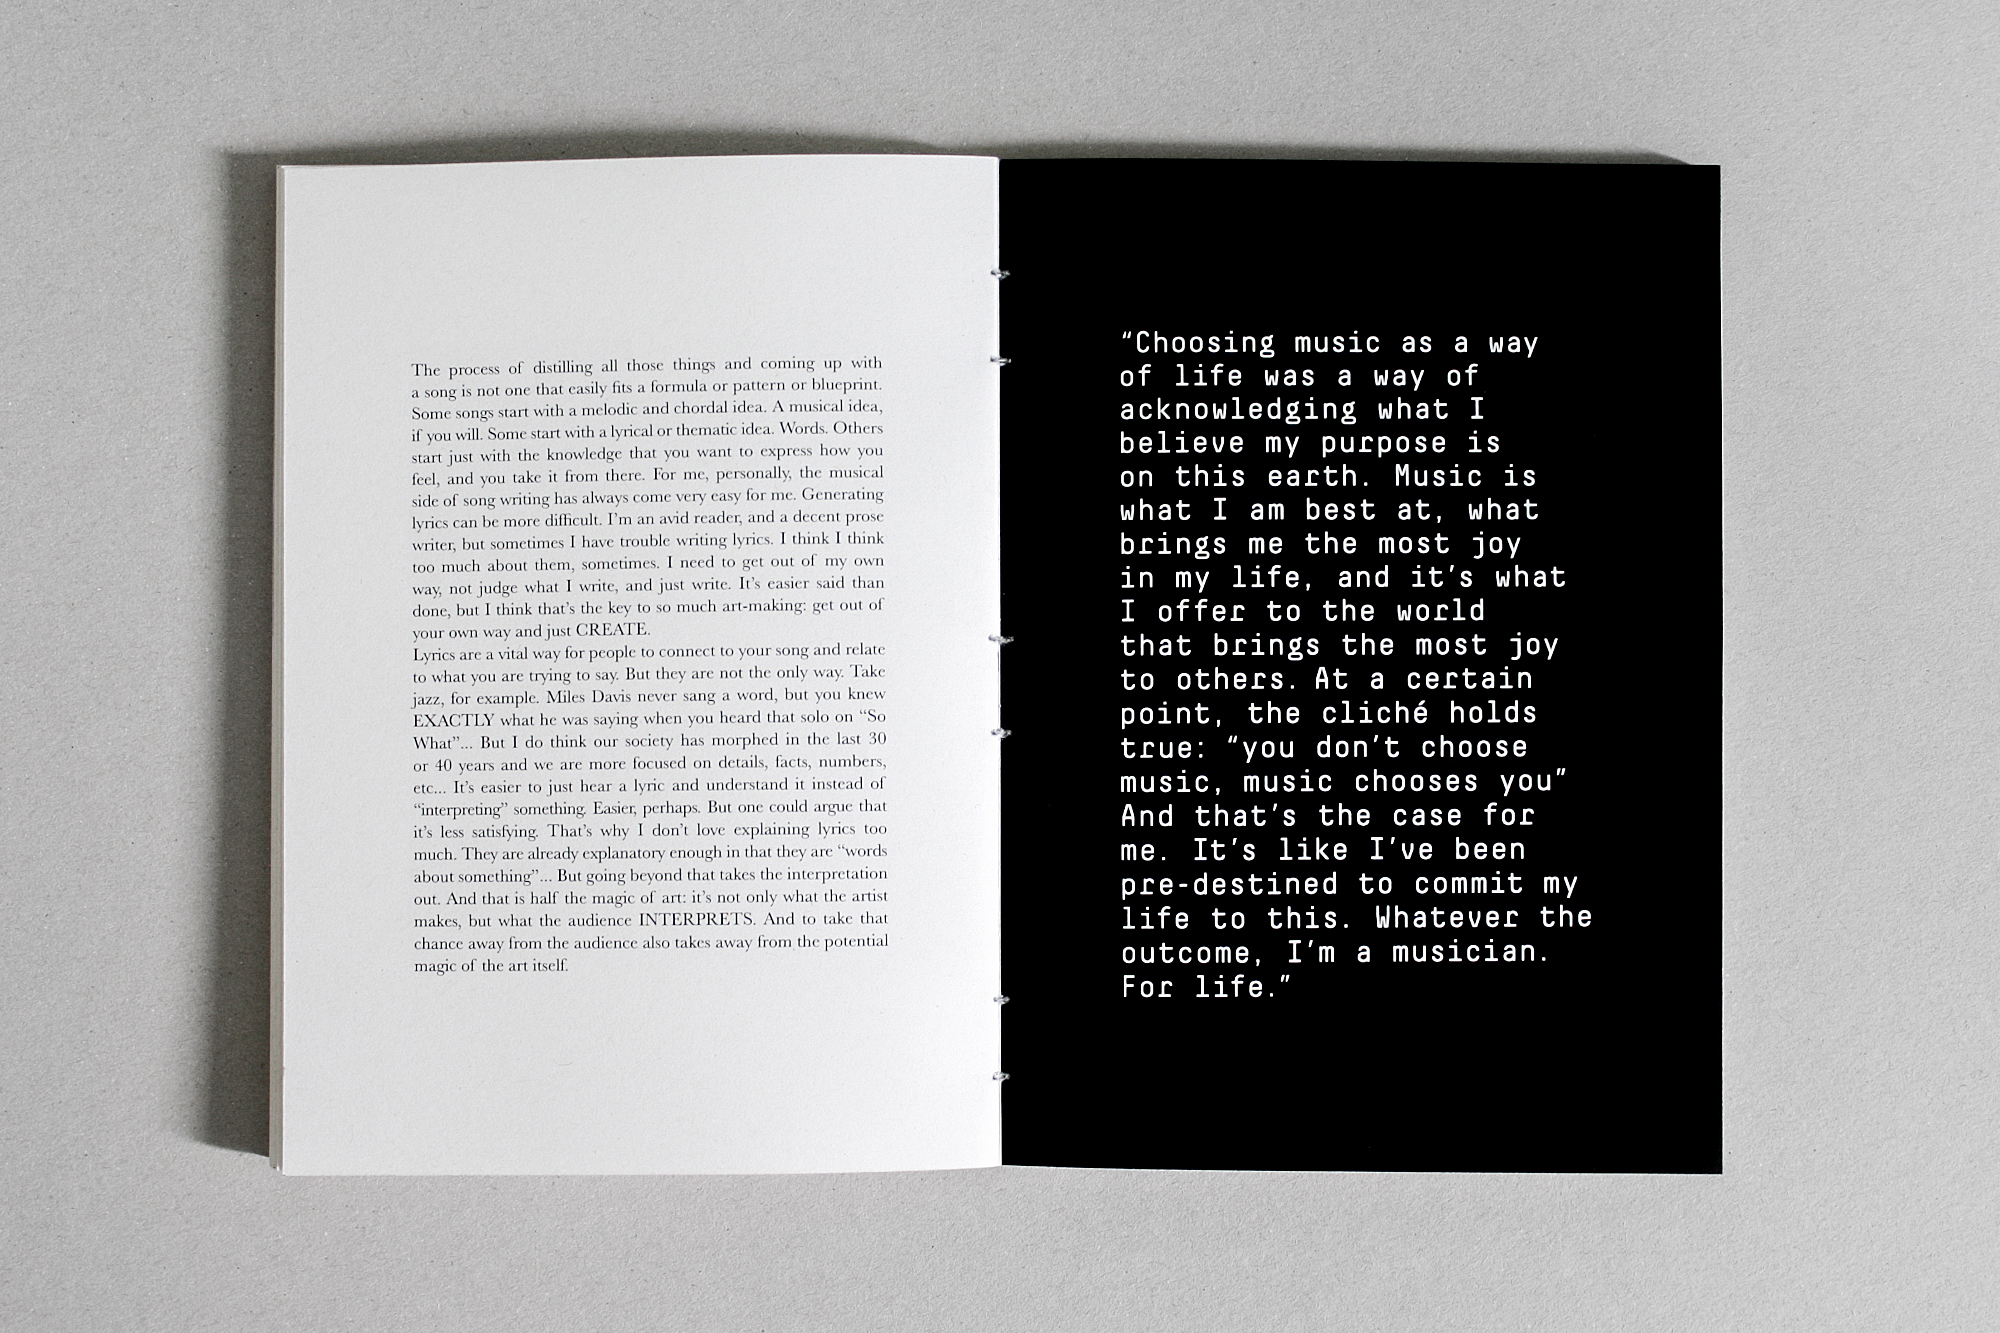 The process of distilling all those things and coming up with
a song is not one that easily fits a formula or pattern or blueprint.
Some songs start with a melodic and chordal idea. A musical idea,
if you will. Some start with a lyrical or thematic idea. Words. Others
start just with the knowledge that you want to express how you
feel, and you take it from there. For me, personally, the musical
side of song writing has always come very easy for me. Generating
lyrics can be more difficult. I'm an avid reader, and a decent prose
writer, but sometimes I have trouble writing lyrics. I think I think
too much about them, sometimes. I need to get out of my own
way, not judge what I write, and just write. It's easier said than
done, but I think that's the key to so much art-making: get out of
your own way and just CREATE.
Lyrics are a vital way for people to connect to your song and relate
to what you are trying to say. But they are not the only way. Take
jazz, for example. Miles Davis never sang a word, but you knew
EXACTLY what he was saying when you heard that solo on “So
What”... But I do think our society has morphed in the last 30
or 40 years and we are more focused on details, facts, numbers,
etc... It's easier to just hear a lyric and understand it instead of
“interpreting” something. Easier, perhaps. But one could argue that
it's less satisfying. That's why I don't love explaining lyrics too
much. They are already explanatory enough in that they are “words
about something”... But going beyond that takes the interpretation
out. And that is half the magic of art: it's not only what the artist
makes, but what the audience INTERPRETS. And to take that
chance away from the audience also takes away from the potential
magic of the art itself.
“Choosing music as a way
of life was a way of
acknowledging what I
believe my purpose is
on this earth. Music is
what I am best at, what
brings me the most joy
in my life, and it's what
I offer to the world
that brings the most joy
to others. At a certain
point, the cliché holds
true: “you don't choose
music, music chooses you”
And that's the case for
me. It's like I've been
pre-destined to commit my
life to this. Whatever the
outcome, I'm a musician.
For life.”